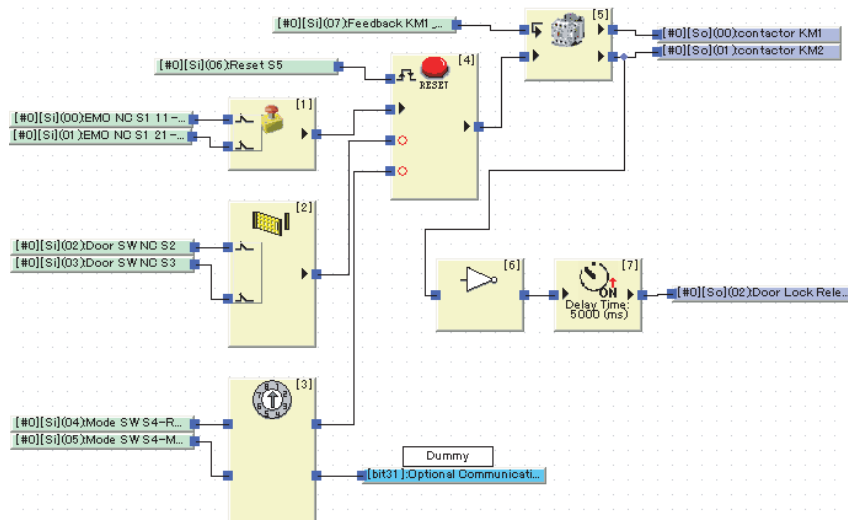 [#0][Si](07):Feedback KM1_...
[5]
[#0][So](00):contactor KM1
[#0][So](01):contactor KM2
[#0][Si](06):Reset S5
[4]
RESET
[1]
[#0][Si](00):EMO NC S1 11-...
[#0][Si](01):EMO NC S1 21-...
[2]
[#0][Si](02):Door SW NC S2
[#0][Si](03):Door SW NC S3
[6]
[7]
ON
Delay Time:
5000 (ms)
[#0][So](02):Door Lock Rele...
[3]
[#0][Si](04):Mode SW S4-R...
[#0][Si](05):Mode SW S4-M...
Dummy
[bit31]:Optional Communicati...